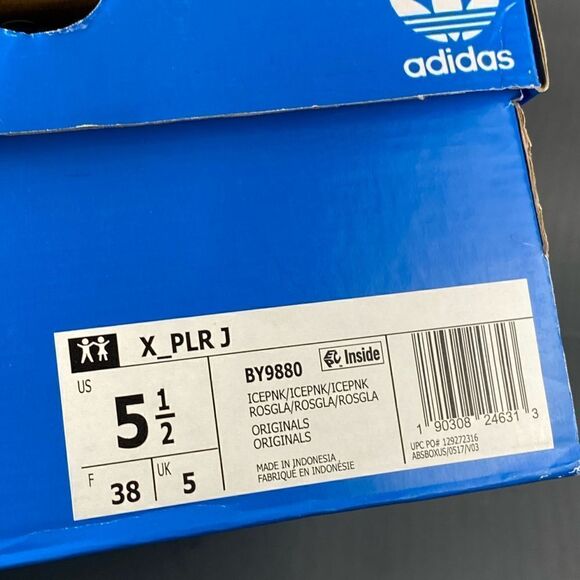 adidas
X_PLR J
US
5 1/2
F
38
UK
5
BY9880
Inside
ICEPNK/ICEPNK/ICEPNK
ROSGLA/ROSGLA/ROSGLA
ORIGINALS
ORIGINALS
MADE IN INDONESIA
FABRIQUÉ EN INDONÉSIE
1 90308 24631 3
UPC PO# 129272316
ABSBOXUS/0517/V03